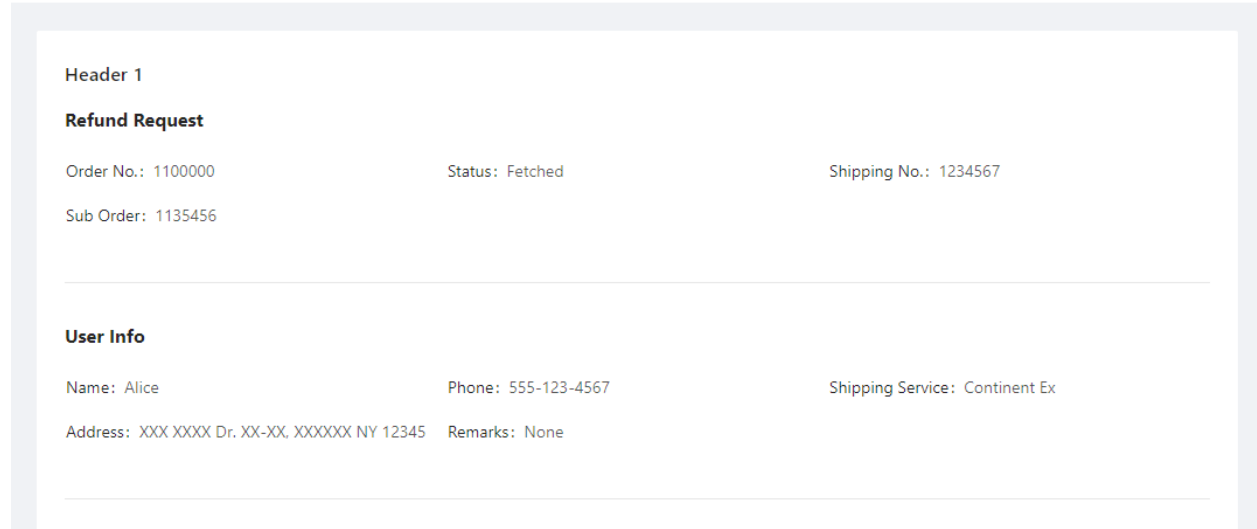 Header 1
Refund Request
Order No.: 1100000 Status: Fetched Shipping No.: 1234567
Sub Order: 1135456
User Info
Name: Alice Phone: 555-123-4567 Shipping Service: Continent Ex
Address: XXX XXXX Dr. XX-XX, XXXXXX NY 12345 Remarks: None